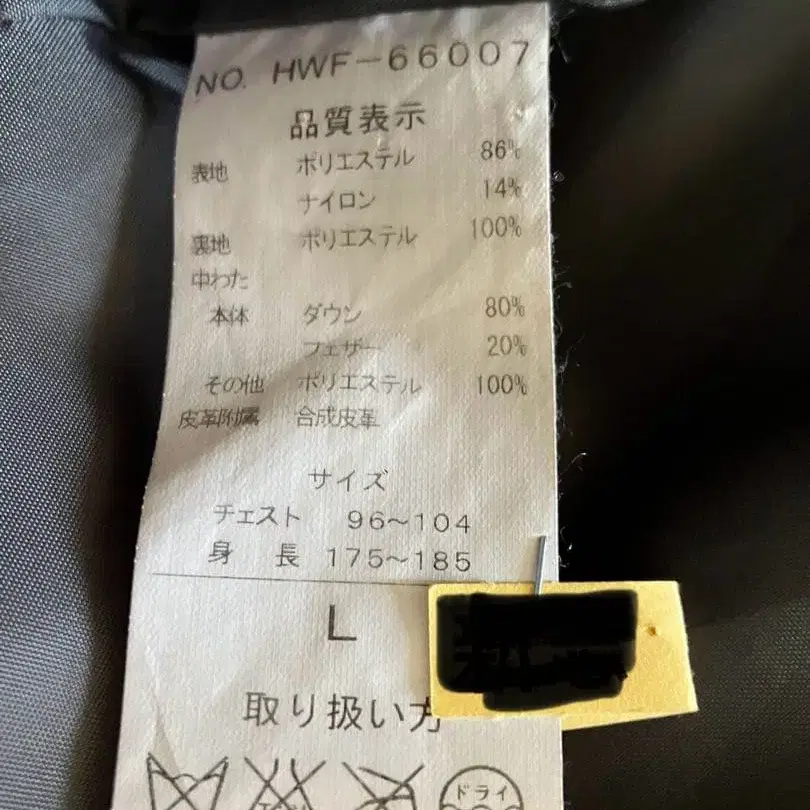 NO. HWF-66007
品質表示
表地 ポリエステル 86%
ナイロン 14%
裏地 ポリエステル 100%
中わた
本体 ダウン 80%
フェザー 20%
その他 ポリエステル 100%
皮革附属 合成皮革
サイズ
チェスト 96~104
身長 175~185
L
取り扱い方
ドライ